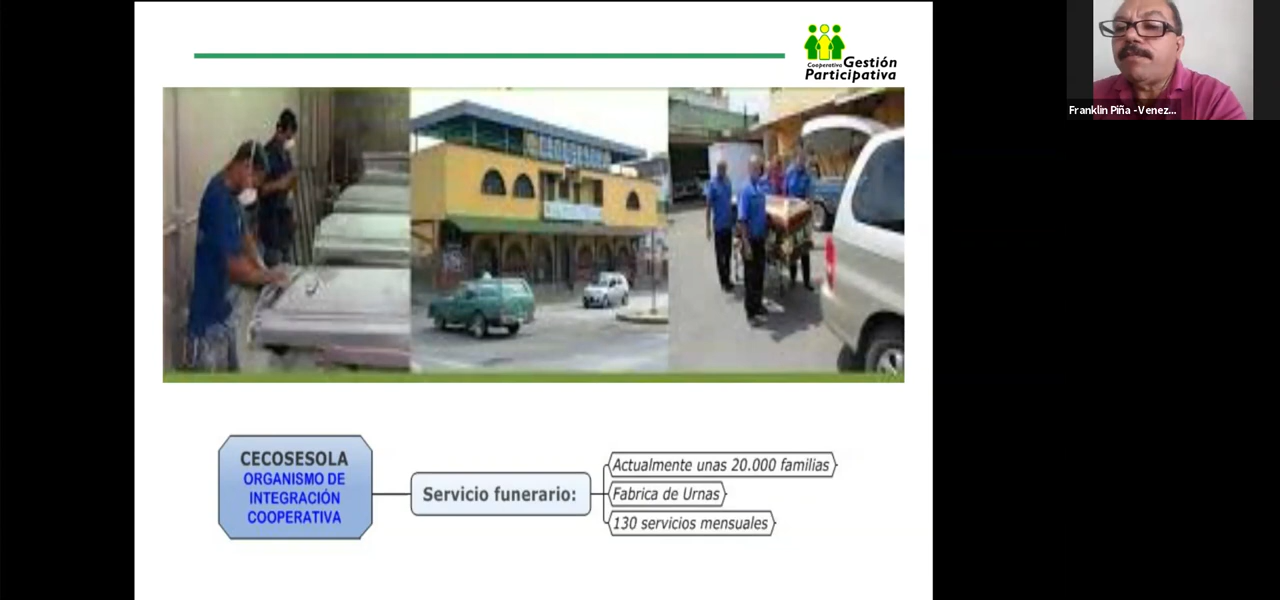 Cooperativa Gestión
Participativa
Franklin Piña -Venez...
CECOSESOLA
ORGANISMO DE
INTEGRACIÓN
COOPERATIVA
Servicio funerario:
Actualmente unas 20.000 familias
Fabrica de Urnas
130 servicios mensuales